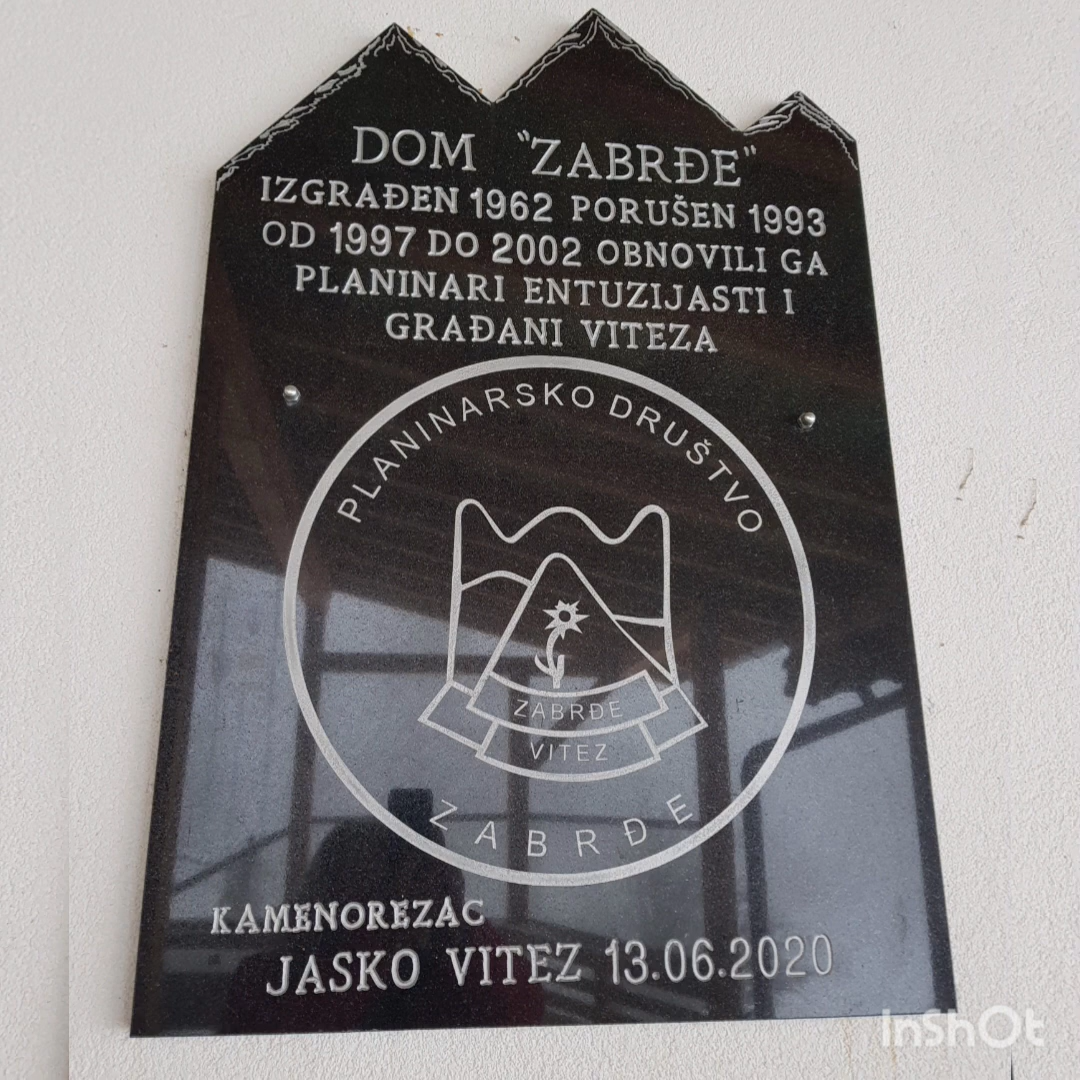 DOM "ZABRĐE"
IZGRAĐEN 1962 PORUŠEN 1993
OD 1997 DO 2002 OBNOVILI GA
PLANINARI ENTUZIJASTI I
GRAĐANI VITEZA
PLANINARSKO DRUŠTVO
ZABRĐE
VITEZ
ZABRĐE
KAMENOREZAC
JASKO VITEZ 13.06.2020
InShOt